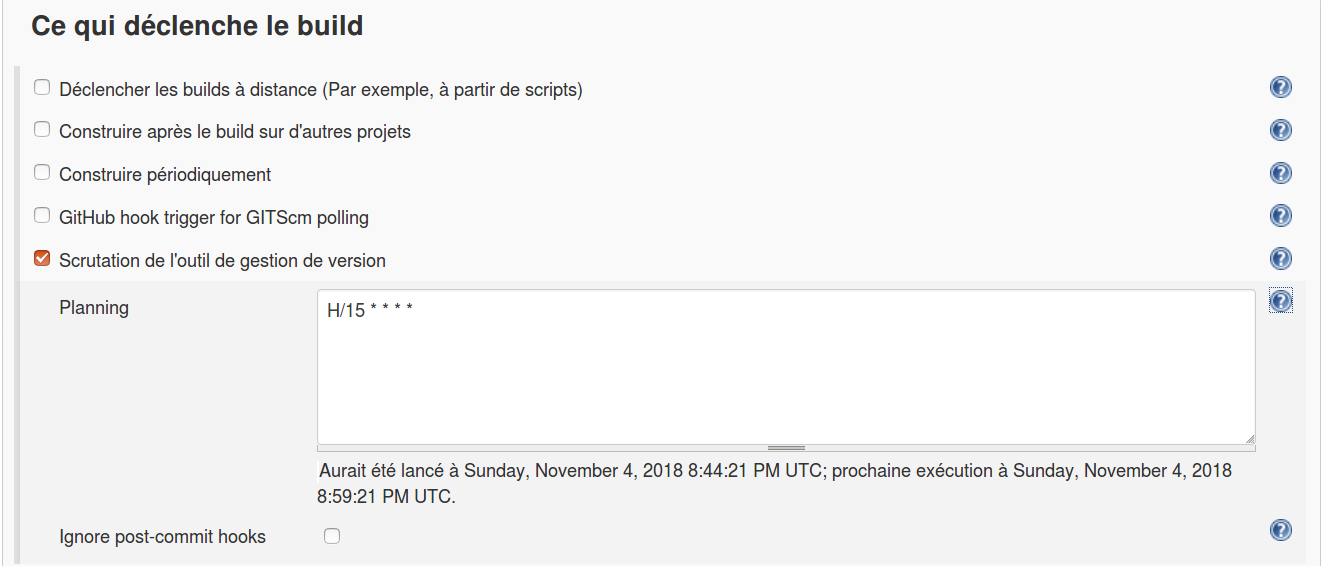 Ce qui déclenche le build
Déclencher les builds à distance (Par exemple, à partir de scripts)
Construire après le build sur d'autres projets
Construire périodiquement
GitHub hook trigger for GITScm polling
Scrutation de l'outil de gestion de version
Planning
H/15 * * * *
Aurait été lancé à Sunday, November 4, 2018 8:44:21 PM UTC; prochaine exécution à Sunday, November 4, 2018
8:59:21 PM UTC.
Ignore post-commit hooks